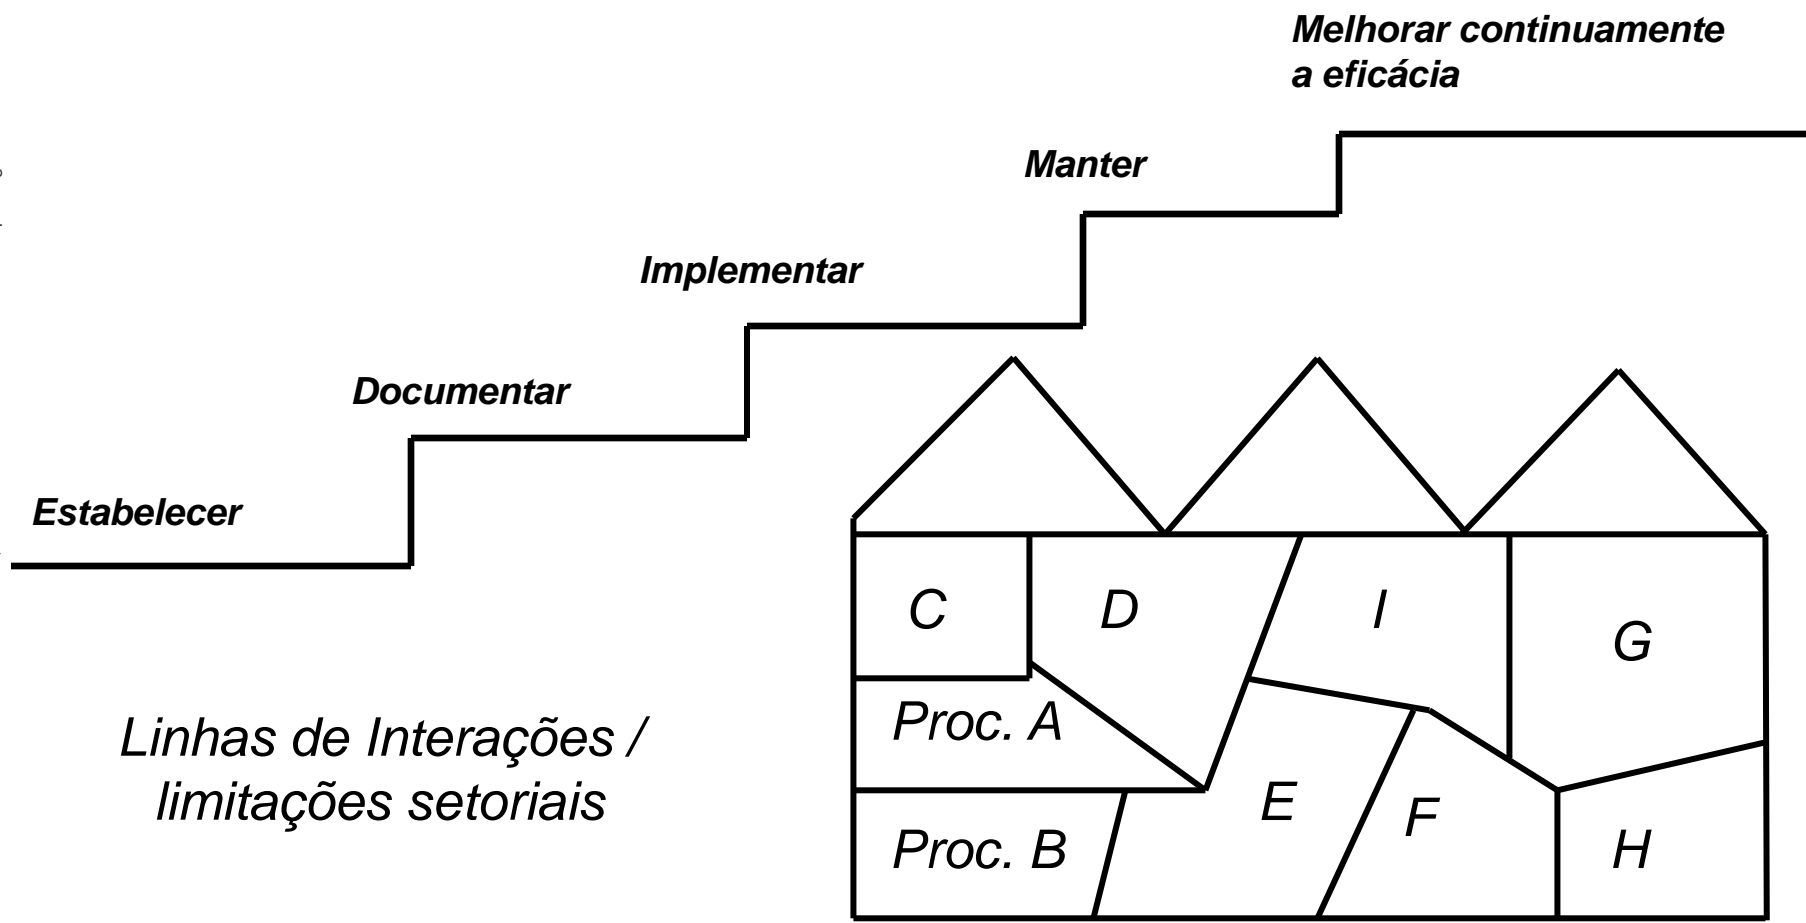 Melhorar continuamente
a eficácia
Manter
Implementar
Documentar
Estabelecer
C
D
I
G
Linhas de Interações /
limitações setoriais
Proc. A
E
F
Proc. B
H